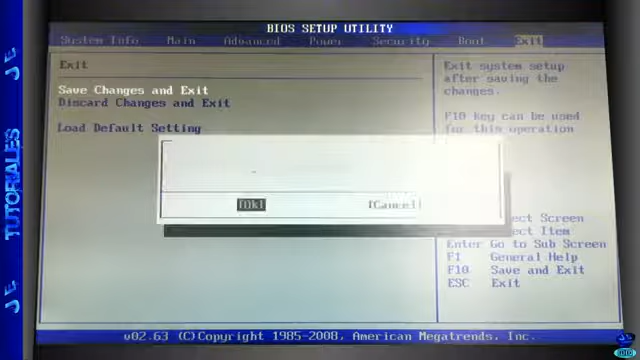 BIOS SETUP UTILITY
System Info Main Advanced Power Security Boot Exit
Exit
Save Changes and Exit
Discard Changes and Exit
Load Default Setting
Exit system setup
after saving the
changes.
F10 key can be used
for this operation
[Ok] [Cancel]
ect Screen
ect Item
Enter Go to Sub Screen
F1 General Help
F10 Save and Exit
ESC Exit
v02.63 (C)Copyright 1985-2008, American Megatrends, Inc.
JE TUTORIALES JE